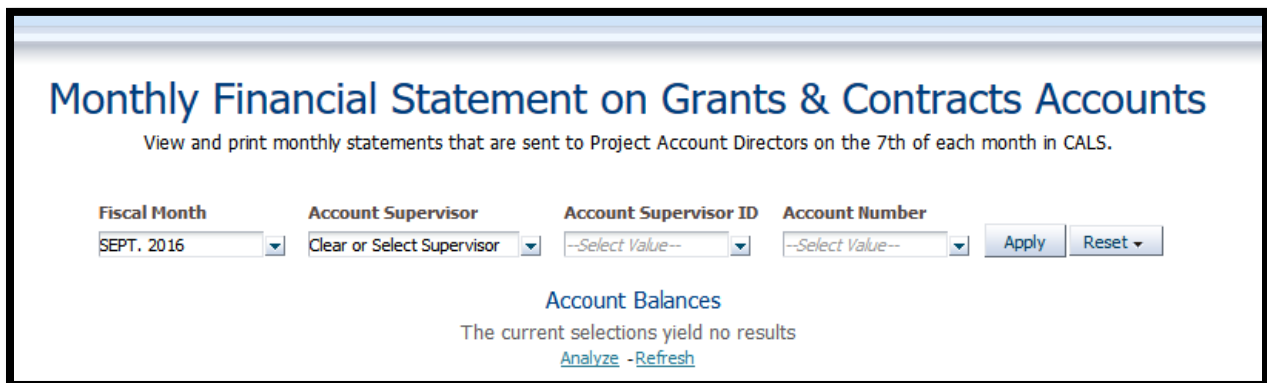 Monthly Financial Statement on Grants & Contracts Accounts
View and print monthly statements that are sent to Project Account Directors on the 7th of each month in CALS.
Fiscal Month Account Supervisor Account Supervisor ID Account Number
SEPT. 2016 Clear or Select Supervisor --Select Value-- --Select Value-- Apply Reset
Account Balances
The current selections yield no results
Analyze - Refresh